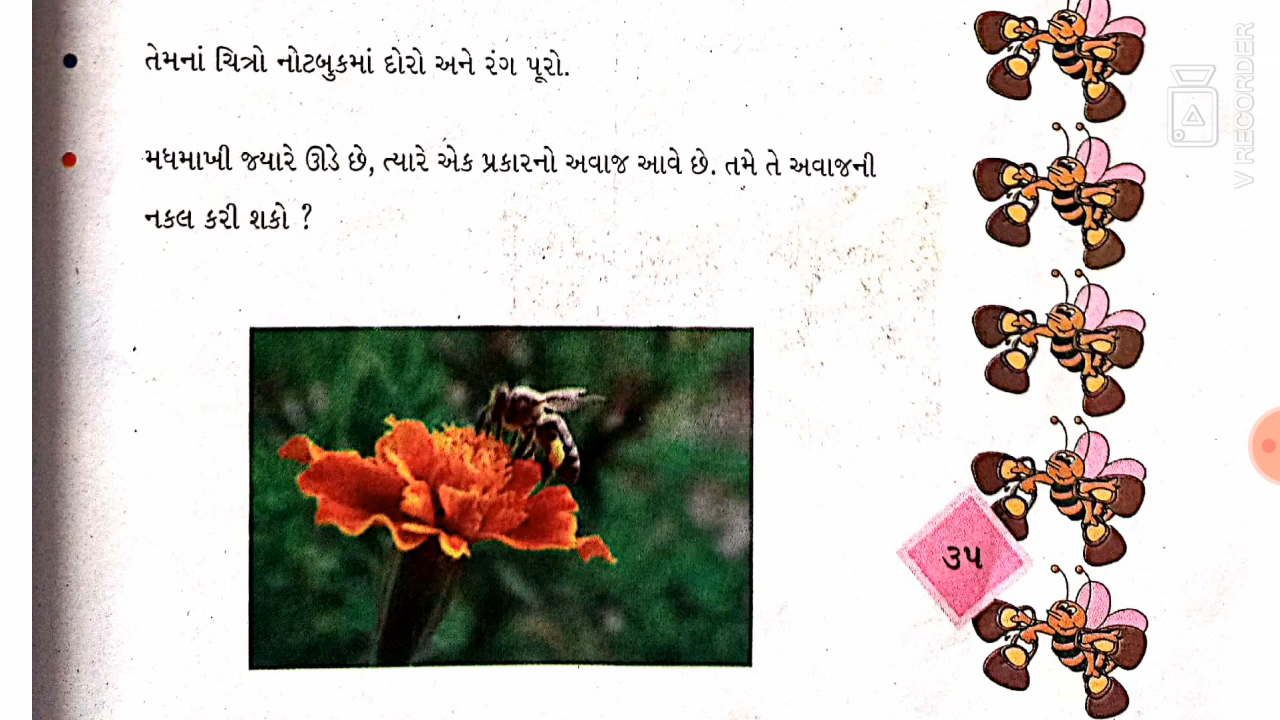 તેમનાં ચિત્રો નોટબુકમાં દોરો અને રંગ પૂરો.
મધમાખી જ્યારે ઊડે છે, ત્યારે એક પ્રકારનો અવાજ આવે છે. તમે તે અવાજની
નકલ કરી શકો ?
૩૫
V RECORDER